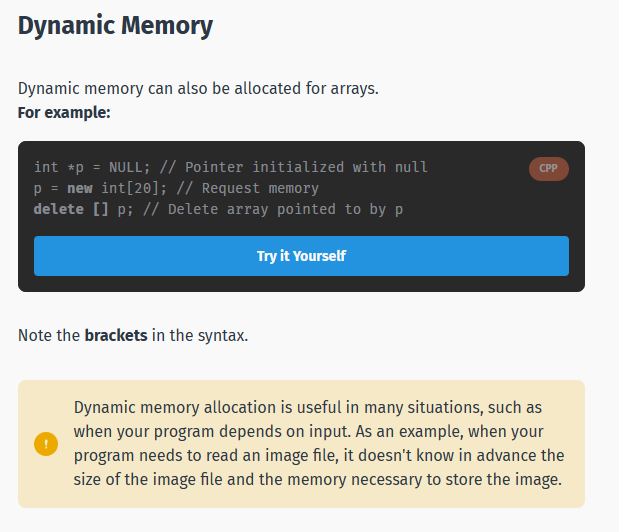 Dynamic Memory
Dynamic memory can also be allocated for arrays.
For example:
int *p = NULL; // Pointer initialized with null
CPP
p = new int[20]; // Request memory
delete [] p; // Delete array pointed to by p
Try it Yourself
Note the brackets in the syntax.
Dynamic memory allocation is useful in many situations, such as
when your program depends on input. As an example, when your
program needs to read an image file, it doesn't know in advance the
size of the image file and the memory necessary to store the image.